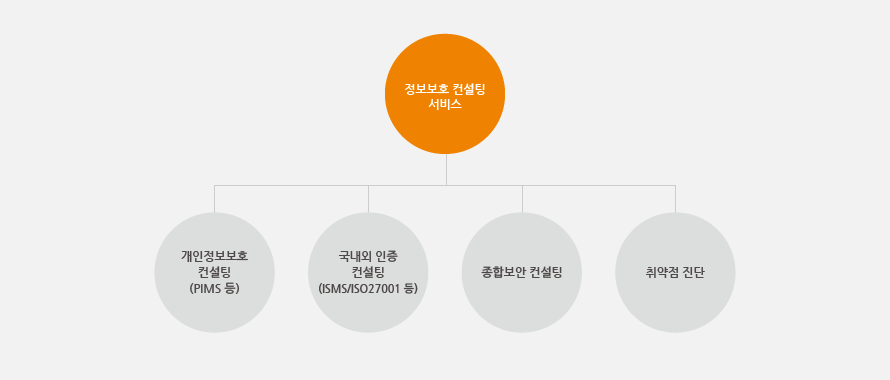 정보보호 컨설팅
서비스
개인정보보호
컨설팅
(PIMS 등)
국내외 인증
컨설팅
(ISMS/ISO27001 등)
종합보안 컨설팅
취약점 진단